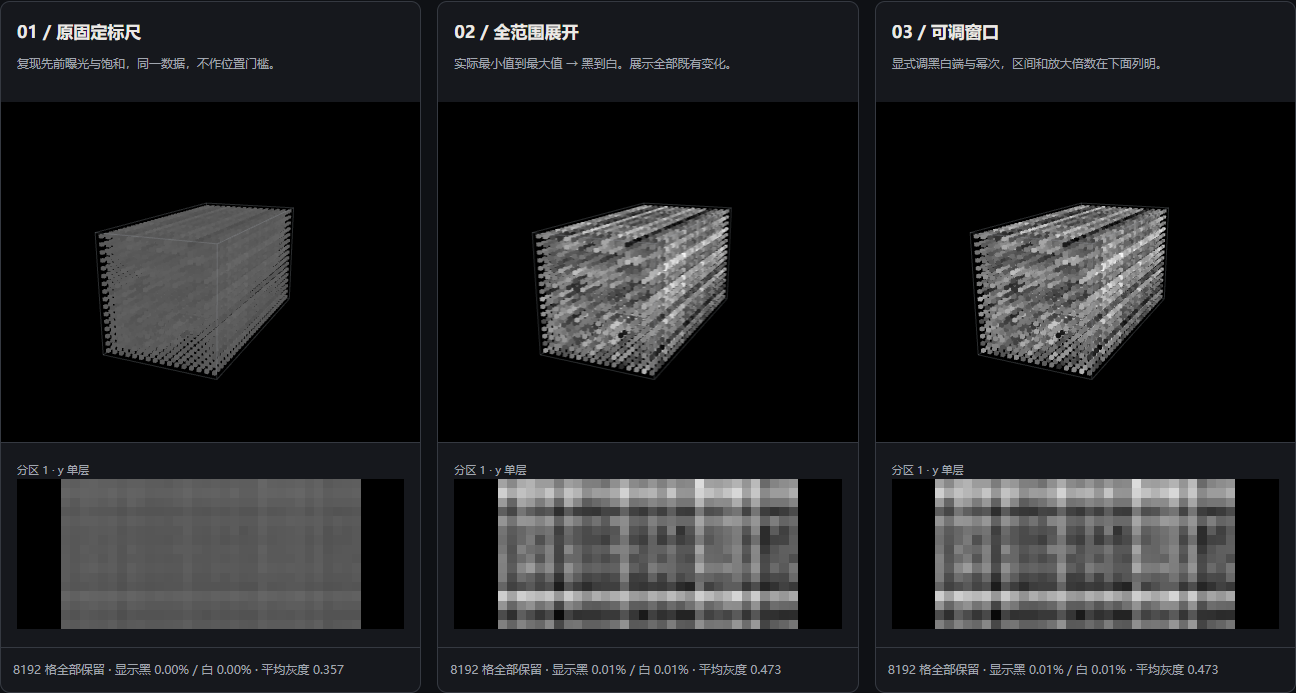 01 / 原固定标尺
复现先前曝光与饱和，同一数据，不作位置门槛。
分区 1 · y 单层
8192 格全部保留 · 显示黑 0.00% / 白 0.00% · 平均灰度 0.357
02 / 全范围展开
实际最小值到最大值 → 黑到白。展示全部既有变化。
分区 1 · y 单层
8192 格全部保留 · 显示黑 0.01% / 白 0.01% · 平均灰度 0.473
03 / 可调窗口
显式调黑白端与幂次，区间和放大倍数在下面列明。
分区 1 · y 单层
8192 格全部保留 · 显示黑 0.01% / 白 0.01% · 平均灰度 0.473